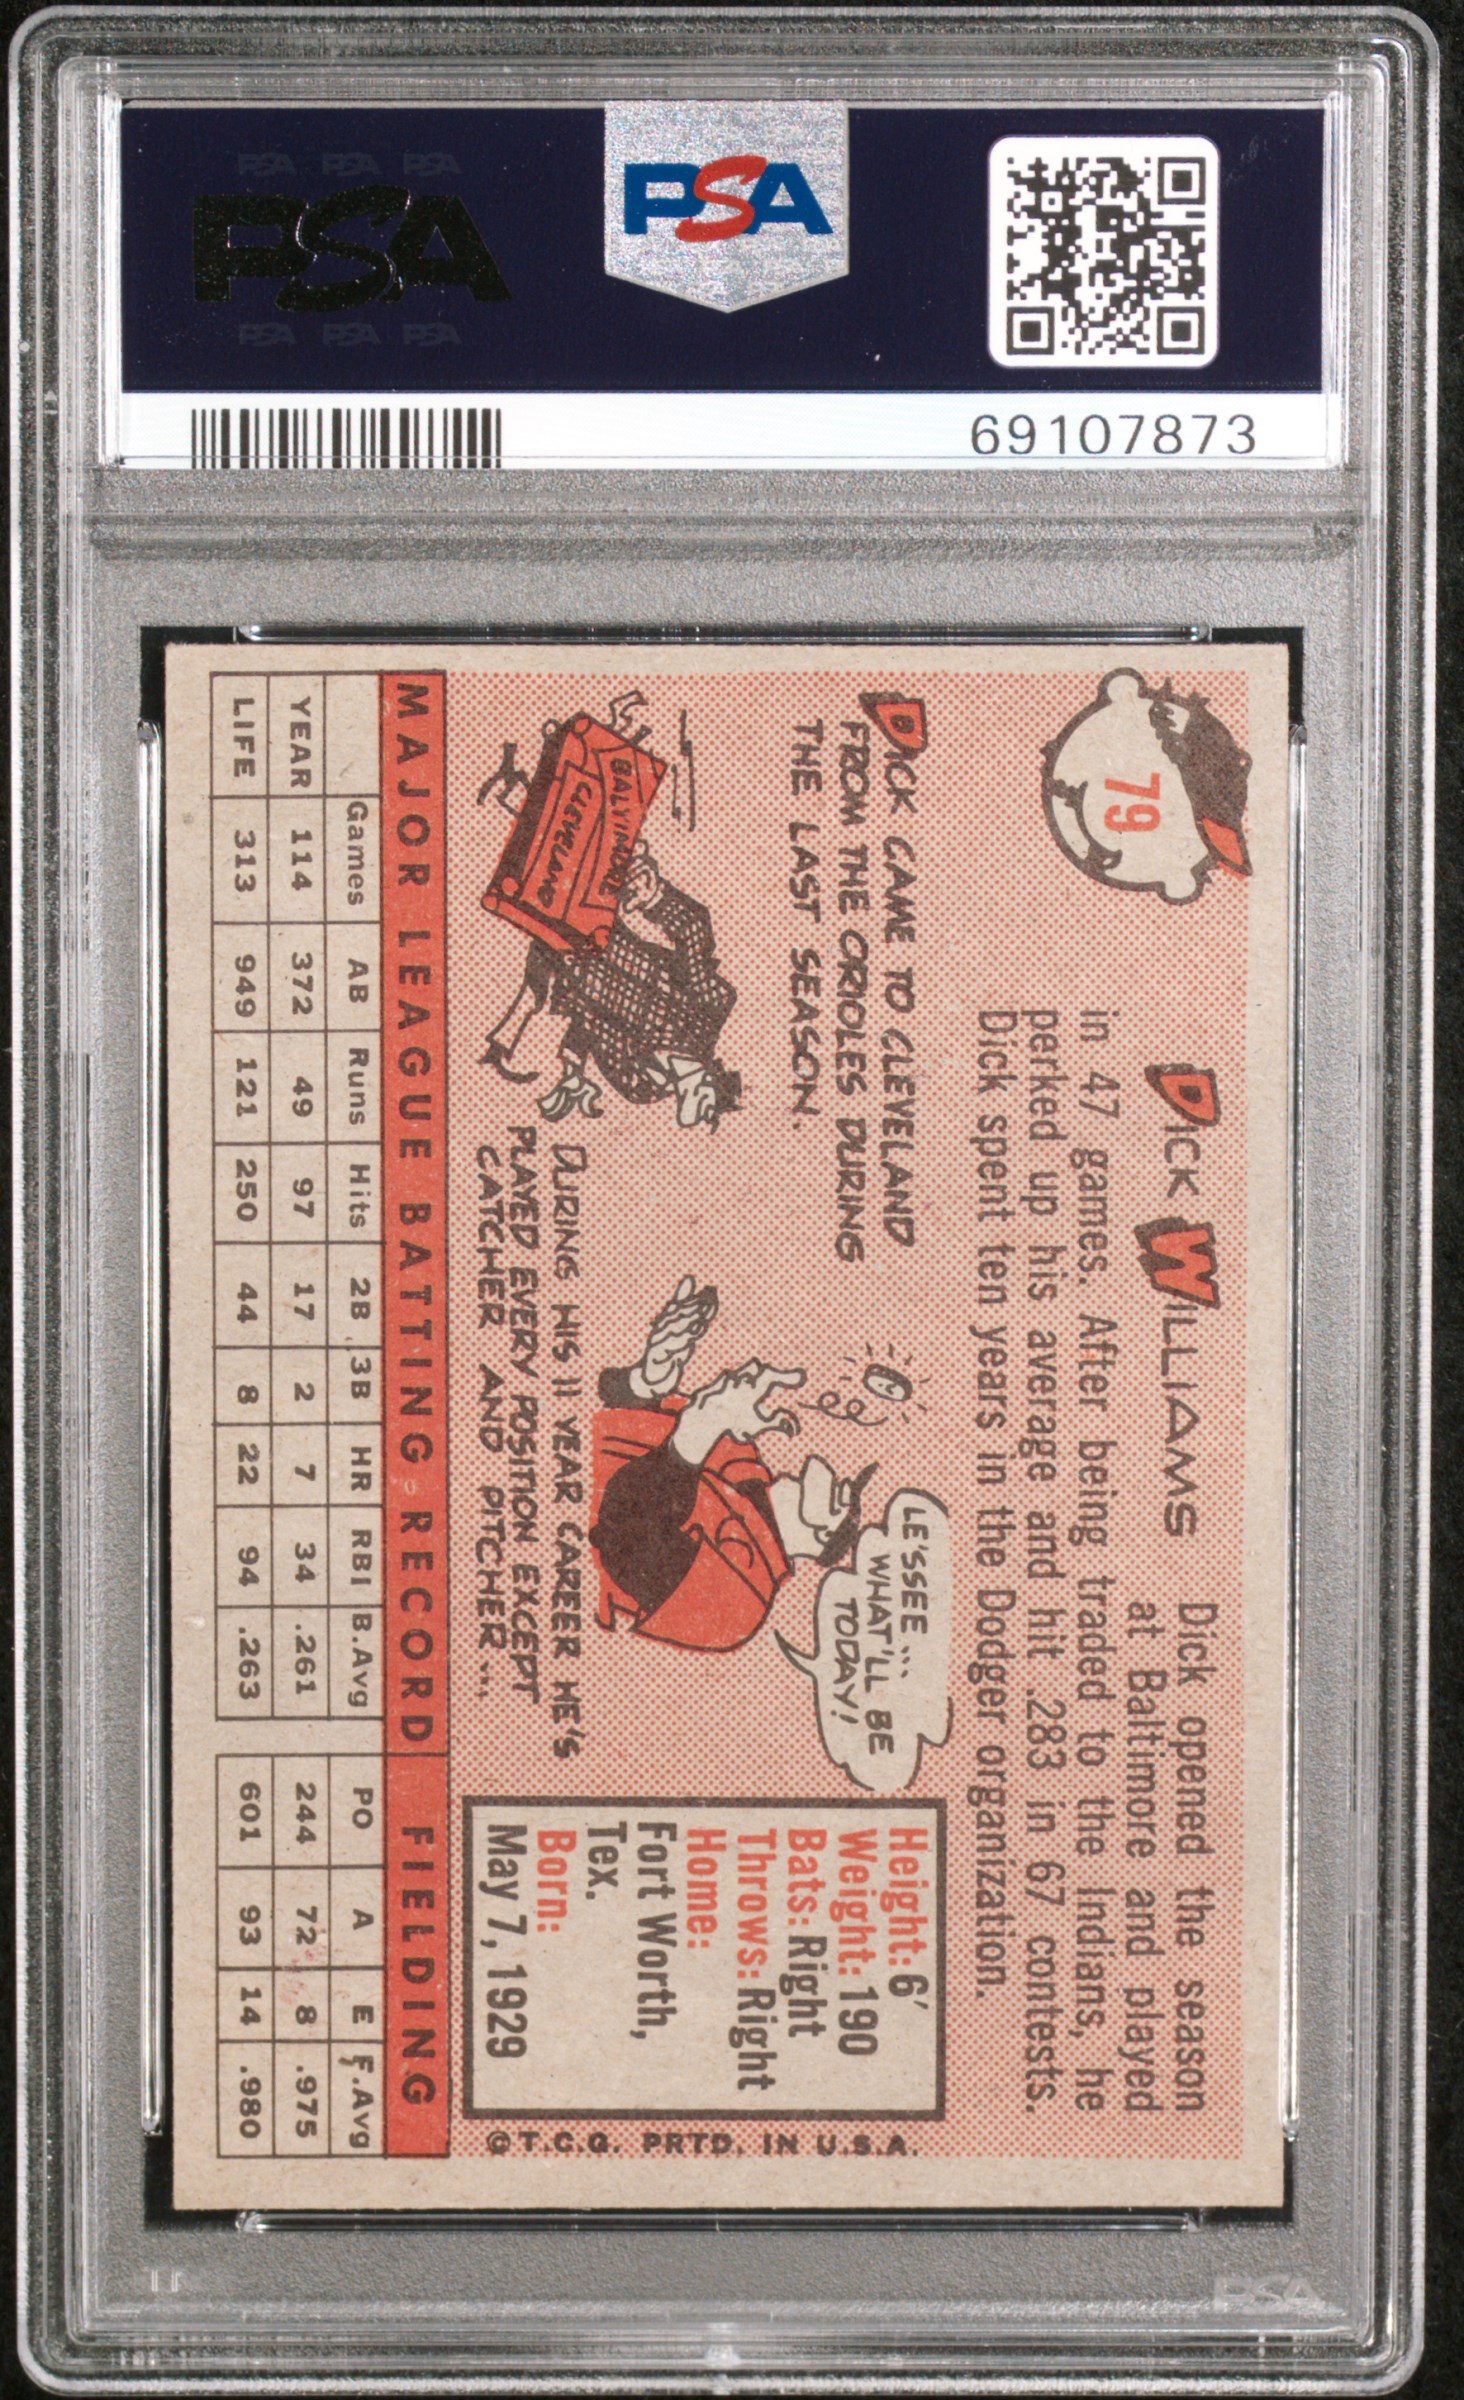 PSA PSA PSA
PSA
PSA PSA PSA
PSA
69107873
79
DICK WILLIAMS
Dick opened the season
at Baltimore and played
in 47 games. After being traded to the Indians, he
perked up his average and hit .283 in 67 contests.
Dick spent ten years in the Dodger organization.
DICK CAME TO CLEVELAND
FROM THE ORIOLES DURING
THE LAST SEASON.
BALTIMORE
CLEVELAND
LE'SSEE...
WHAT'LL BE
TODAY!
DURING HIS 11 YEAR CAREER HE'S
PLAYED EVERY POSITION EXCEPT
CATCHER AND PITCHER...
Height: 6'
Weight: 190
Bats: Right
Throws: Right
Home:
Fort Worth,
Tex.
Born:
May 7, 1929
©T.C.G. PRTD. IN U.S.A.
MAJOR LEAGUE BATTING RECORD FIELDING
Games AB Runs Hits 2B 3B HR RBI B.Avg PO A E F.Avg
YEAR 114 372 49 97 17 2 7 34 .261 244 72 8 .975
LIFE 313 949 121 250 44 8 22 94 .263 601 93 14 .980
PSA